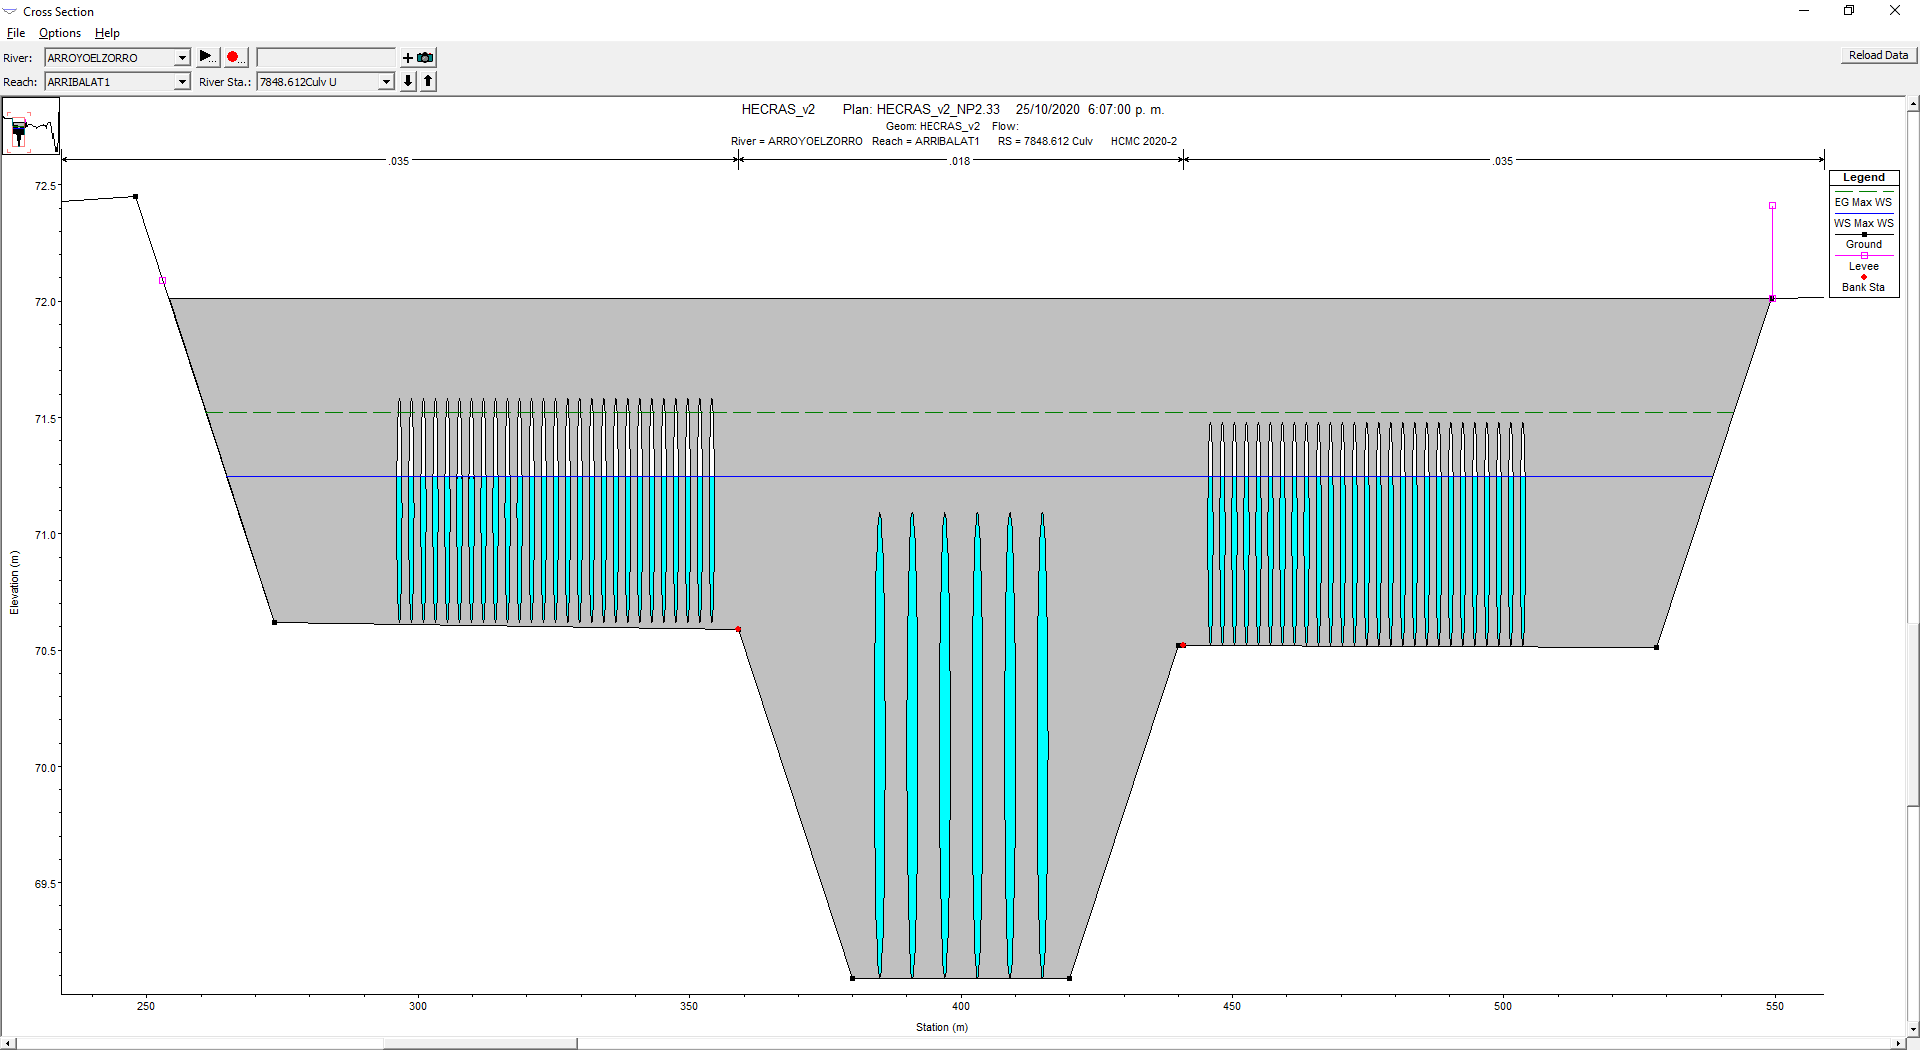 Cross Section
File Options Help
River: ARROYOELZORRO
Reload Data
Reach: ARRIBALAT1 River Sta.: 7848.612Culv U
HECRAS_v2 Plan: HECRAS_v2_NP2.33 25/10/2020 6:07:00 p. m.
Geom: HECRAS_v2 Flow:
River = ARROYOELZORRO Reach = ARRIBALAT1 RS = 7848.612 Culv HCMC 2020-2
.035 .018 .035
Legend
EG Max WS
WS Max WS
Ground
Levee
Bank Sta
72.5
72.0
71.5
71.0
70.5
70.0
69.5
Elevation (m)
250 300 350 400 450 500 550
Station (m)